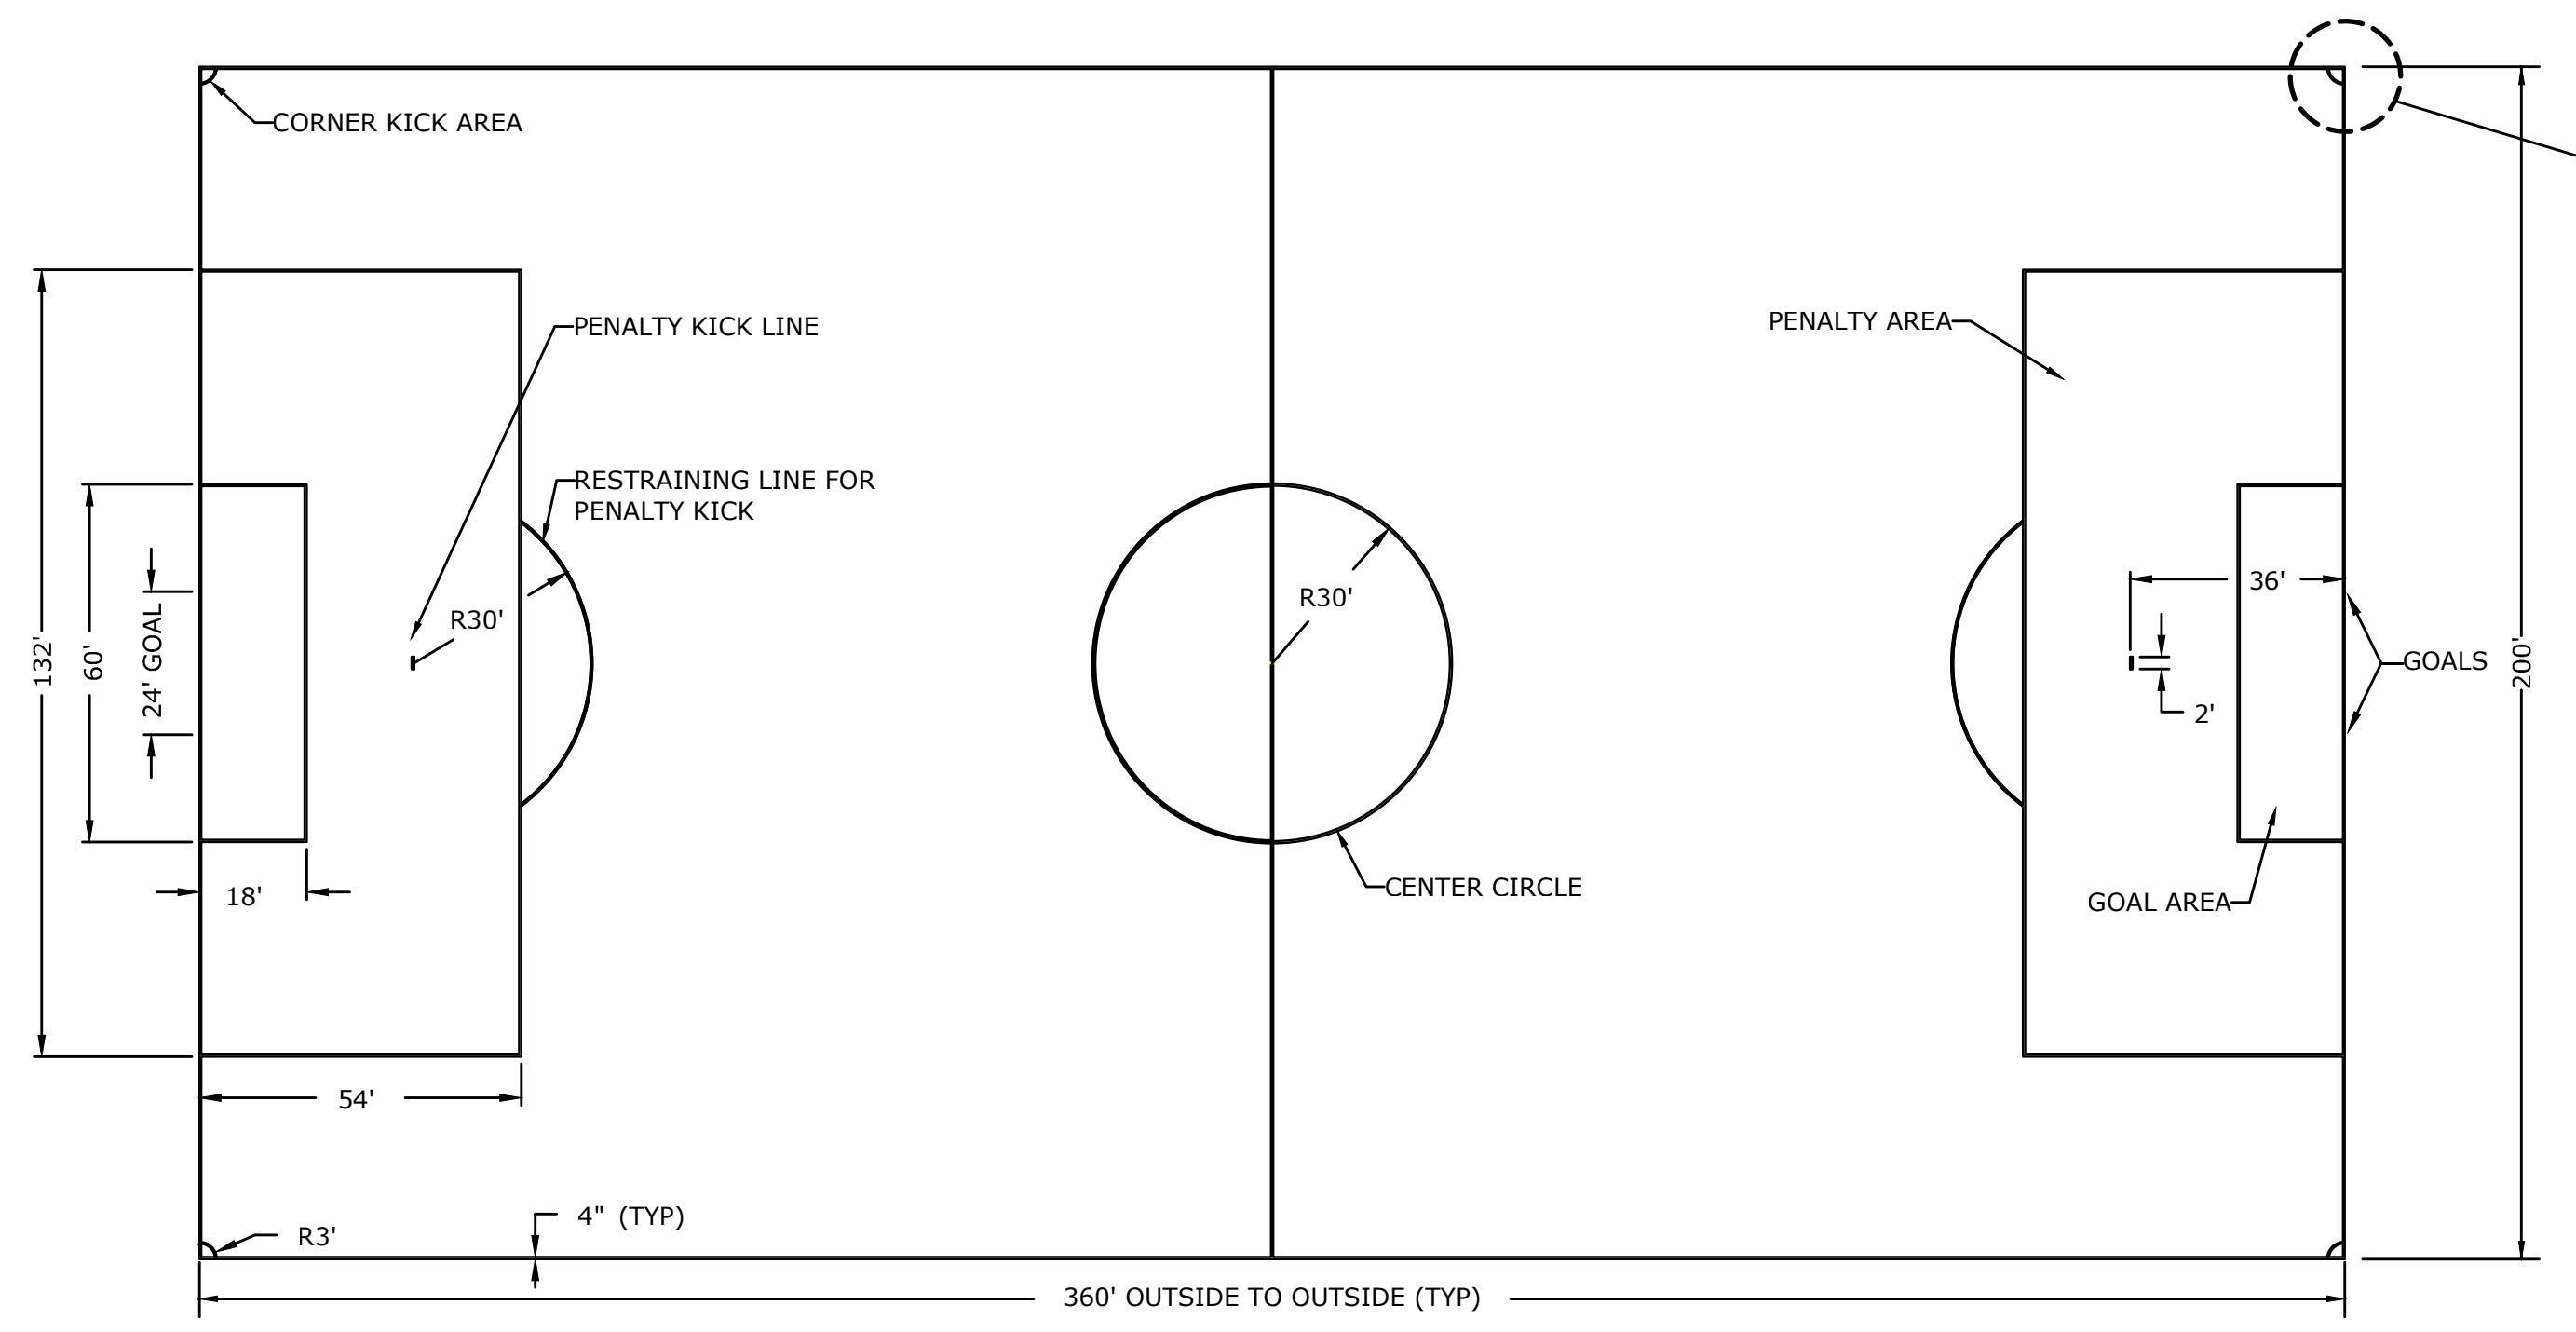 CORNER KICK AREA
PENALTY KICK LINE
PENALTY AREA
RESTRAINING LINE FOR
PENALTY KICK
R30'
R30'
36'
24' GOAL
60'
132'
GOALS
200'
2'
18'
CENTER CIRCLE
GOAL AREA
54'
4" (TYP)
R3'
360' OUTSIDE TO OUTSIDE (TYP)